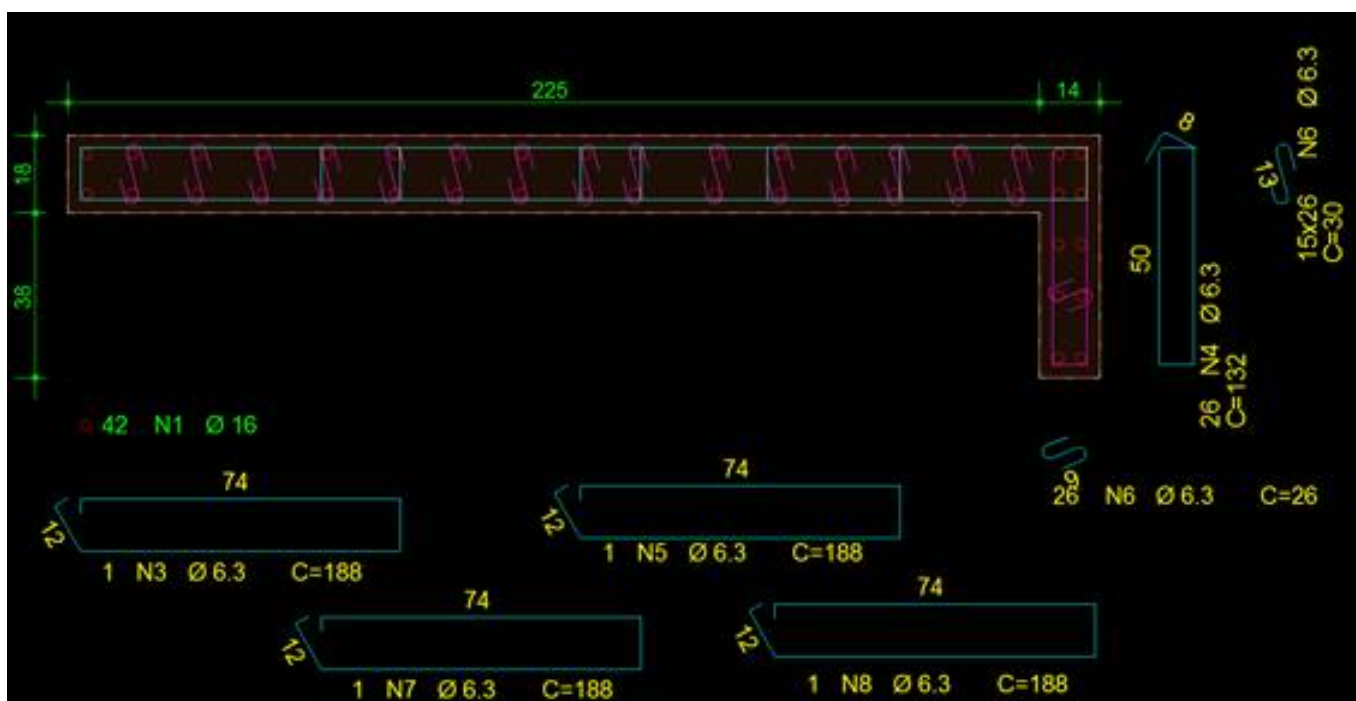 225
14
18
38
8
50
26 N4 Ø 6.3
C=132
13
15x26 N6 Ø 6.3
C=30
42 N1 Ø 16
9
26 N6 Ø 6.3 C=26
74
12
1 N3 Ø 6.3 C=188
74
12
1 N5 Ø 6.3 C=188
74
12
1 N7 Ø 6.3 C=188
74
12
1 N8 Ø 6.3 C=188